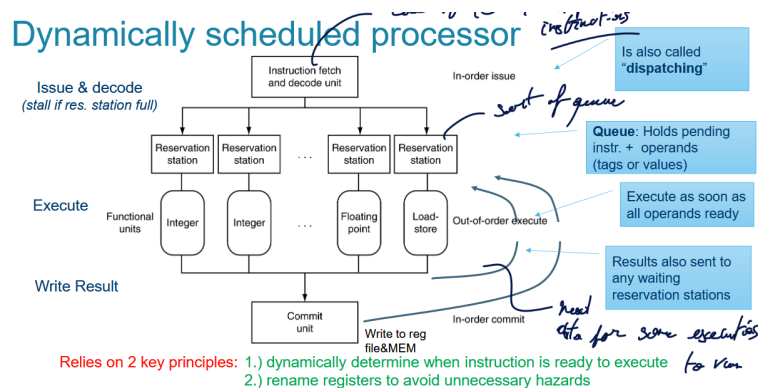 Dynamically scheduled processor
Instruction fetch
and decode unit
In-order issue
Is also called
“dispatching”
Issue & decode
(stall if res. station full)
sort of queue
Reservation
station
Reservation
station
. . .
Reservation
station
Reservation
station
Queue: Holds pending
instr. + operands
(tags or values)
Execute
Functional
units
Integer
Integer
. . .
Floating
point
Load-
store
Out-of-order execute
Execute as soon as
all operands ready
Write Result
Results also sent to
any waiting
reservation stations
Commit
unit
In-order commit
Write to reg
file&MEM
data for some
to run
Relies on 2 key principles: 1.) dynamically determine when instruction is ready to execute
2.) rename registers to avoid unnecessary hazards